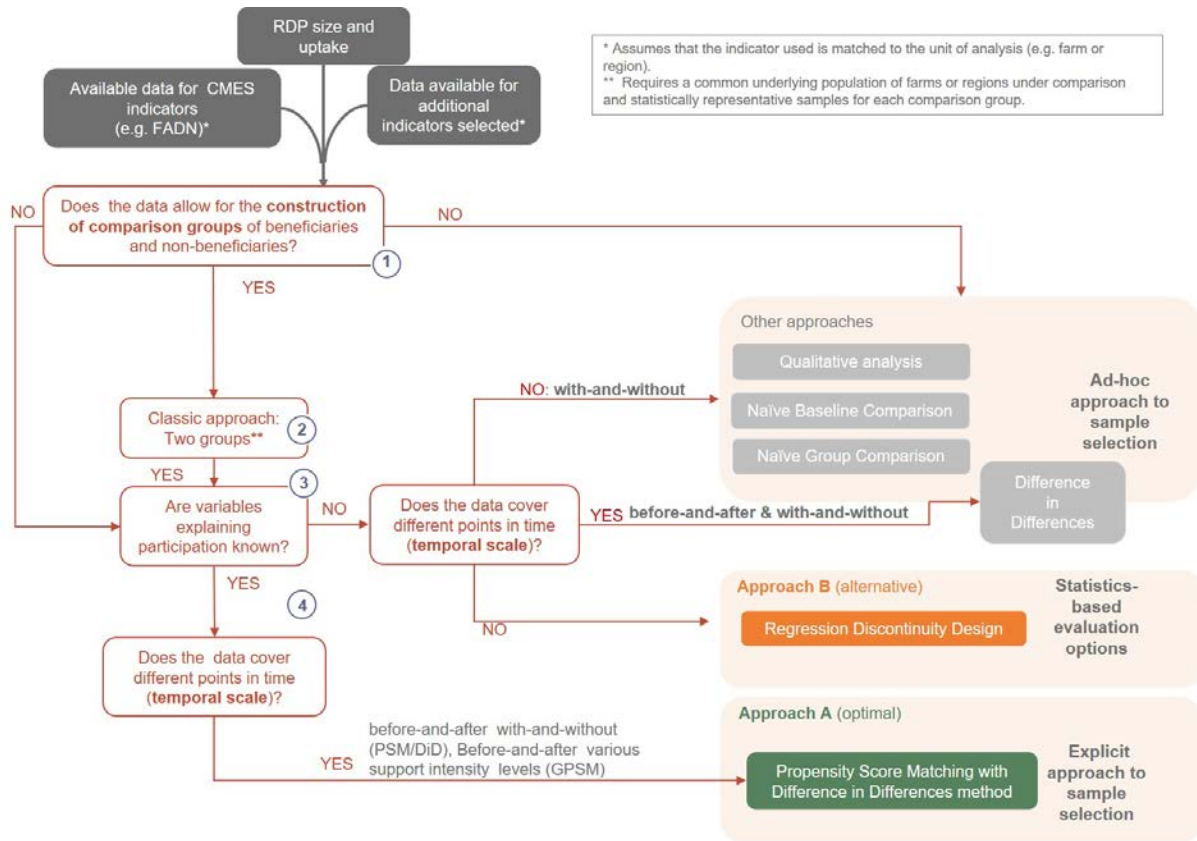 RDP size and
uptake
Available data for CMES
indicators
(e.g. FADN)*
Data available for
additional
indicators selected*
* Assumes that the indicator used is matched to the unit of analysis (e.g. farm or
region).
** Requires a common underlying population of farms or regions under comparison
and statistically representative samples for each comparison group.
NO
Does the data allow for the construction
of comparison groups of beneficiaries
and non-beneficiaries?
1
NO
YES
Other approaches
Qualitative analysis
Naïve Baseline Comparison
Naïve Group Comparison
Ad-hoc
approach to
sample
selection
NO: with-and-without
Classic approach:
Two groups**
2
YES
3
Are variables
explaining
participation known?
NO
Does the data cover
different points in time
(temporal scale)?
YES before-and-after & with-and-without
Difference
in
Differences
YES
4
NO
Approach B (alternative)
Regression Discontinuity Design
Statistics-
based
evaluation
options
Does the data cover
different points in time
(temporal scale)?
YES
before-and-after with-and-without
(PSM/DiD), Before-and-after various
support intensity levels (GPSM)
Approach A (optimal)
Propensity Score Matching with
Difference in Differences method
Explicit
approach to
sample
selection